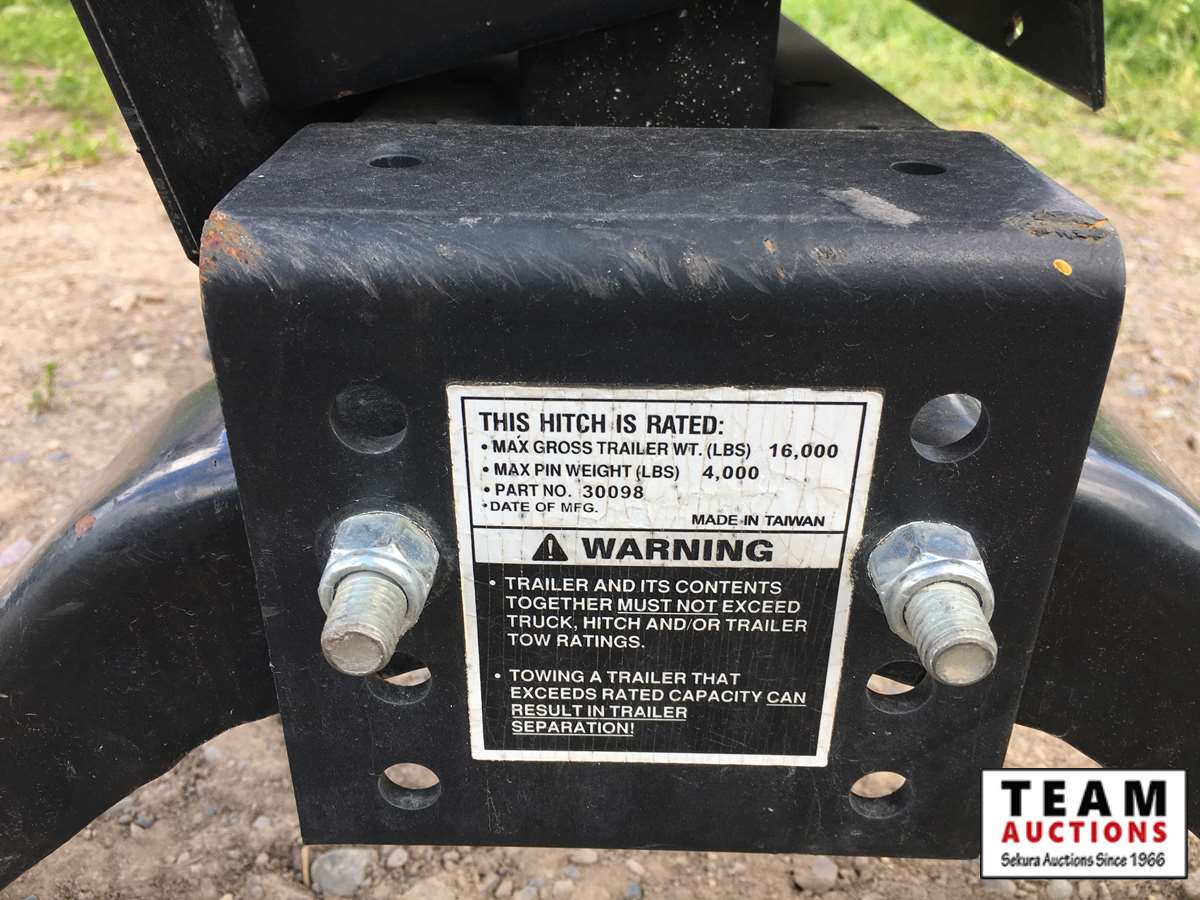 THIS HITCH IS RATED:
• MAX GROSS TRAILER WT. (LBS) 16,000
• MAX PIN WEIGHT (LBS) 4,000
• PART NO. 30098
• DATE OF MFG.
MADE IN TAIWAN
WARNING
• TRAILER AND ITS CONTENTS
TOGETHER MUST NOT EXCEED
TRUCK, HITCH AND/OR TRAILER
TOW RATINGS.
• TOWING A TRAILER THAT
EXCEEDS RATED CAPACITY CAN
RESULT IN TRAILER
SEPARATION!
TEAM
AUCTIONS
Sekura Auctions Since 1966